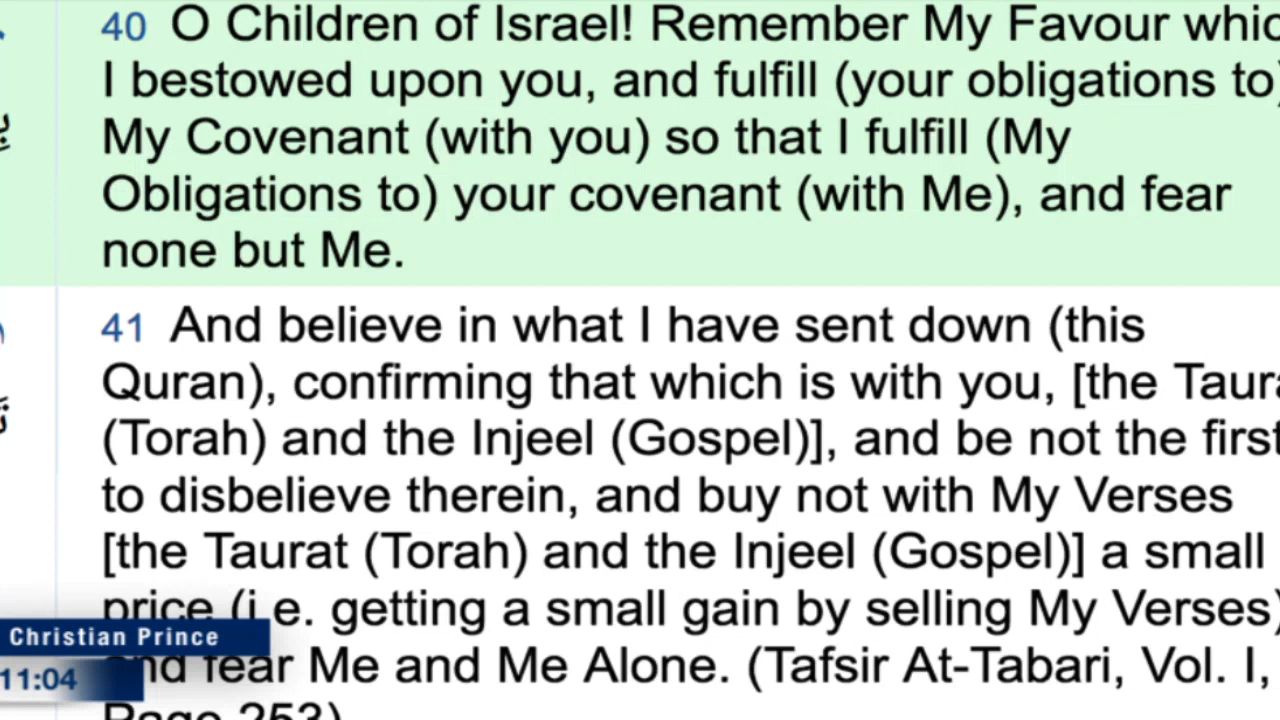 40 O Children of Israel! Remember My Favour
I bestowed upon you, and fulfill (your obligations to)
My Covenant (with you) so that I fulfill (My
Obligations to) your covenant (with Me), and fear
none but Me.
41 And believe in what I have sent down (this
Quran), confirming that which is with you, [the
(Torah) and the Injeel (Gospel)], and be not the first
to disbelieve therein, and buy not with My Verses
[the Taurat (Torah) and the Injeel (Gospel)] a small
price (i.e. getting a small gain by selling My Verses)
and fear Me and Me Alone. (Tafsir At-Tabari, Vol. I,
Page 253)
Christian Prince
11:04